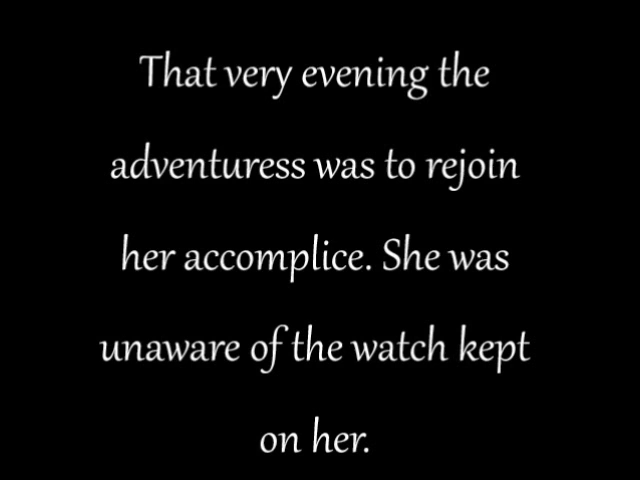 That very evening the
adventuress was to rejoin
her accomplice. She was
unaware of the watch kept
on her.